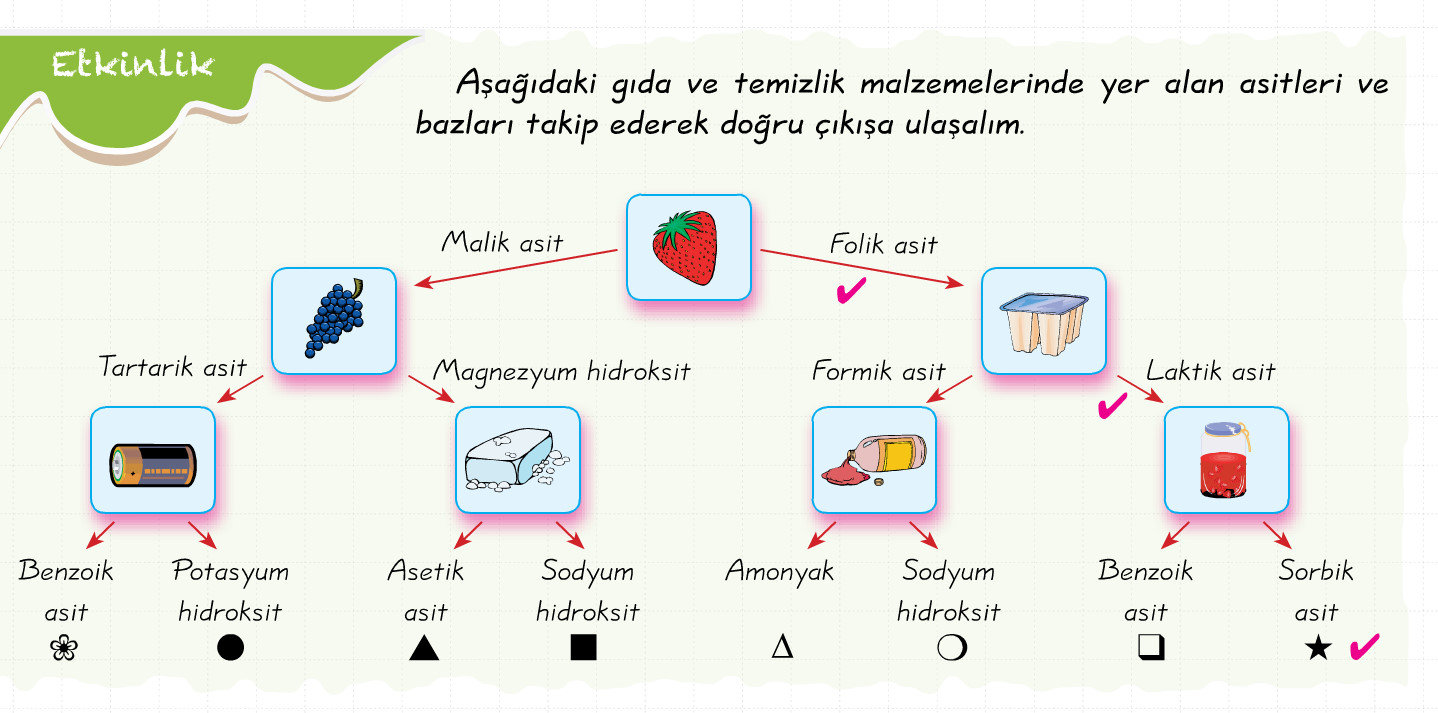 Etkinlik
Aşağıdaki gıda ve temizlik malzemelerinde yer alan asitleri ve
bazları takip ederek doğru çıkışa ulaşalım.
Malik asit
Folik asit
Tartarik asit
Magnezyum hidroksit
Formik asit
Laktik asit
Benzoik
asit
Potasyum
hidroksit
Asetik
asit
Sodyum
hidroksit
Amonyak
Sodyum
hidroksit
Benzoik
asit
Sorbik
asit